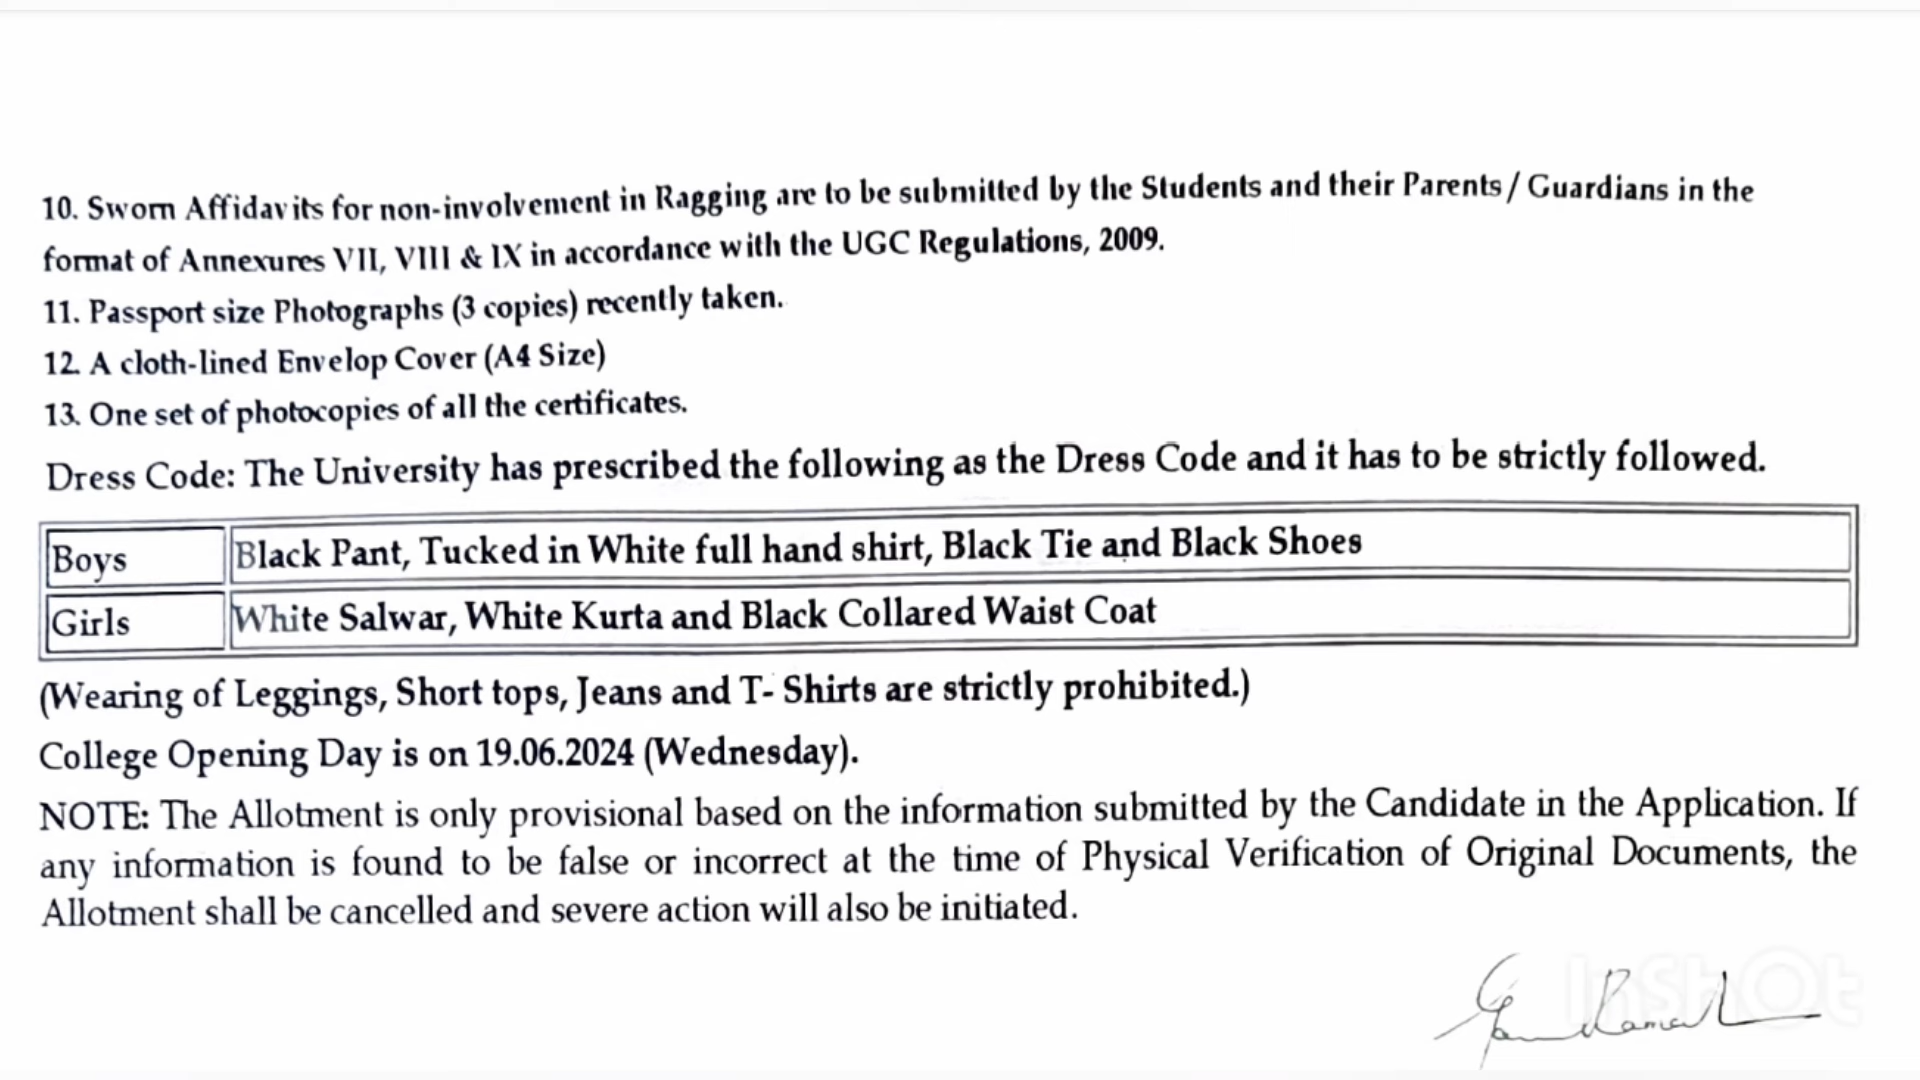 10. Sworn Affidavits for non-involvement in Ragging are to be submitted by the Students and their Parents/ Guardians in the
format of Annexures VII, VIII & IX in accordance with the UGC Regulations, 2009.
11. Passport size Photographs (3 copies) recently taken.
12. A cloth-lined Envelop Cover (A4 Size)
13. One set of photocopies of all the certificates.
Dress Code: The University has prescribed the following as the Dress Code and it has to be strictly followed.
Boys Black Pant, Tucked in White full hand shirt, Black Tie and Black Shoes
Girls White Salwar, White Kurta and Black Collared Waist Coat
(Wearing of Leggings, Short tops, Jeans and T- Shirts are strictly prohibited.)
College Opening Day is on 19.06.2024 (Wednesday).
NOTE: The Allotment is only provisional based on the information submitted by the Candidate in the Application. If
any information is found to be false or incorrect at the time of Physical Verification of Original Documents, the
Allotment shall be cancelled and severe action will also be initiated.
InShOt